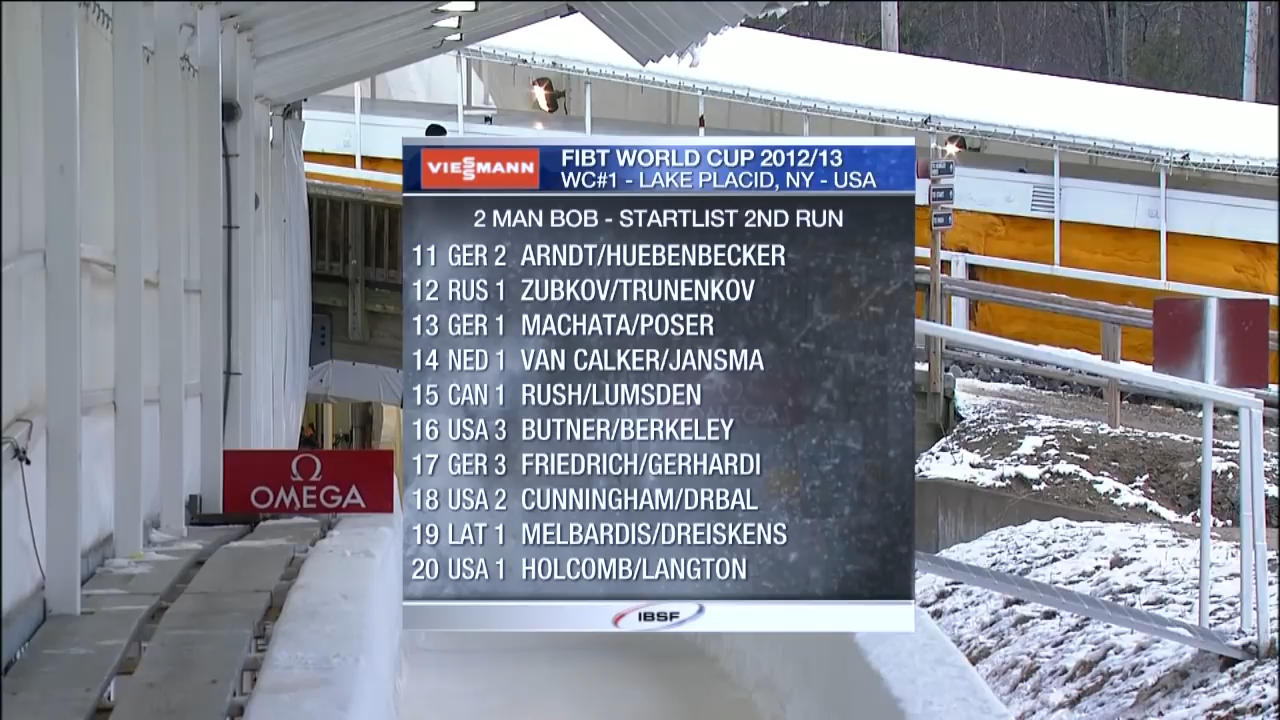 VIESSMANN
FIBT WORLD CUP 2012/13
WC#1 - LAKE PLACID, NY - USA
2 MAN BOB - STARTLIST 2ND RUN
11 GER 2 ARNDT/HUEBENBECKER
12 RUS 1 ZUBKOV/TRUNENKOV
13 GER 1 MACHATA/POSER
14 NED 1 VAN CALKER/JANSMA
15 CAN 1 RUSH/LUMSDEN
16 USA 3 BUTNER/BERKELEY
17 GER 3 FRIEDRICH/GERHARDI
18 USA 2 CUNNINGHAM/DRBAL
19 LAT 1 MELBARDIS/DREISKENS
20 USA 1 HOLCOMB/LANGTON
IBSF
Ω
OMEGA